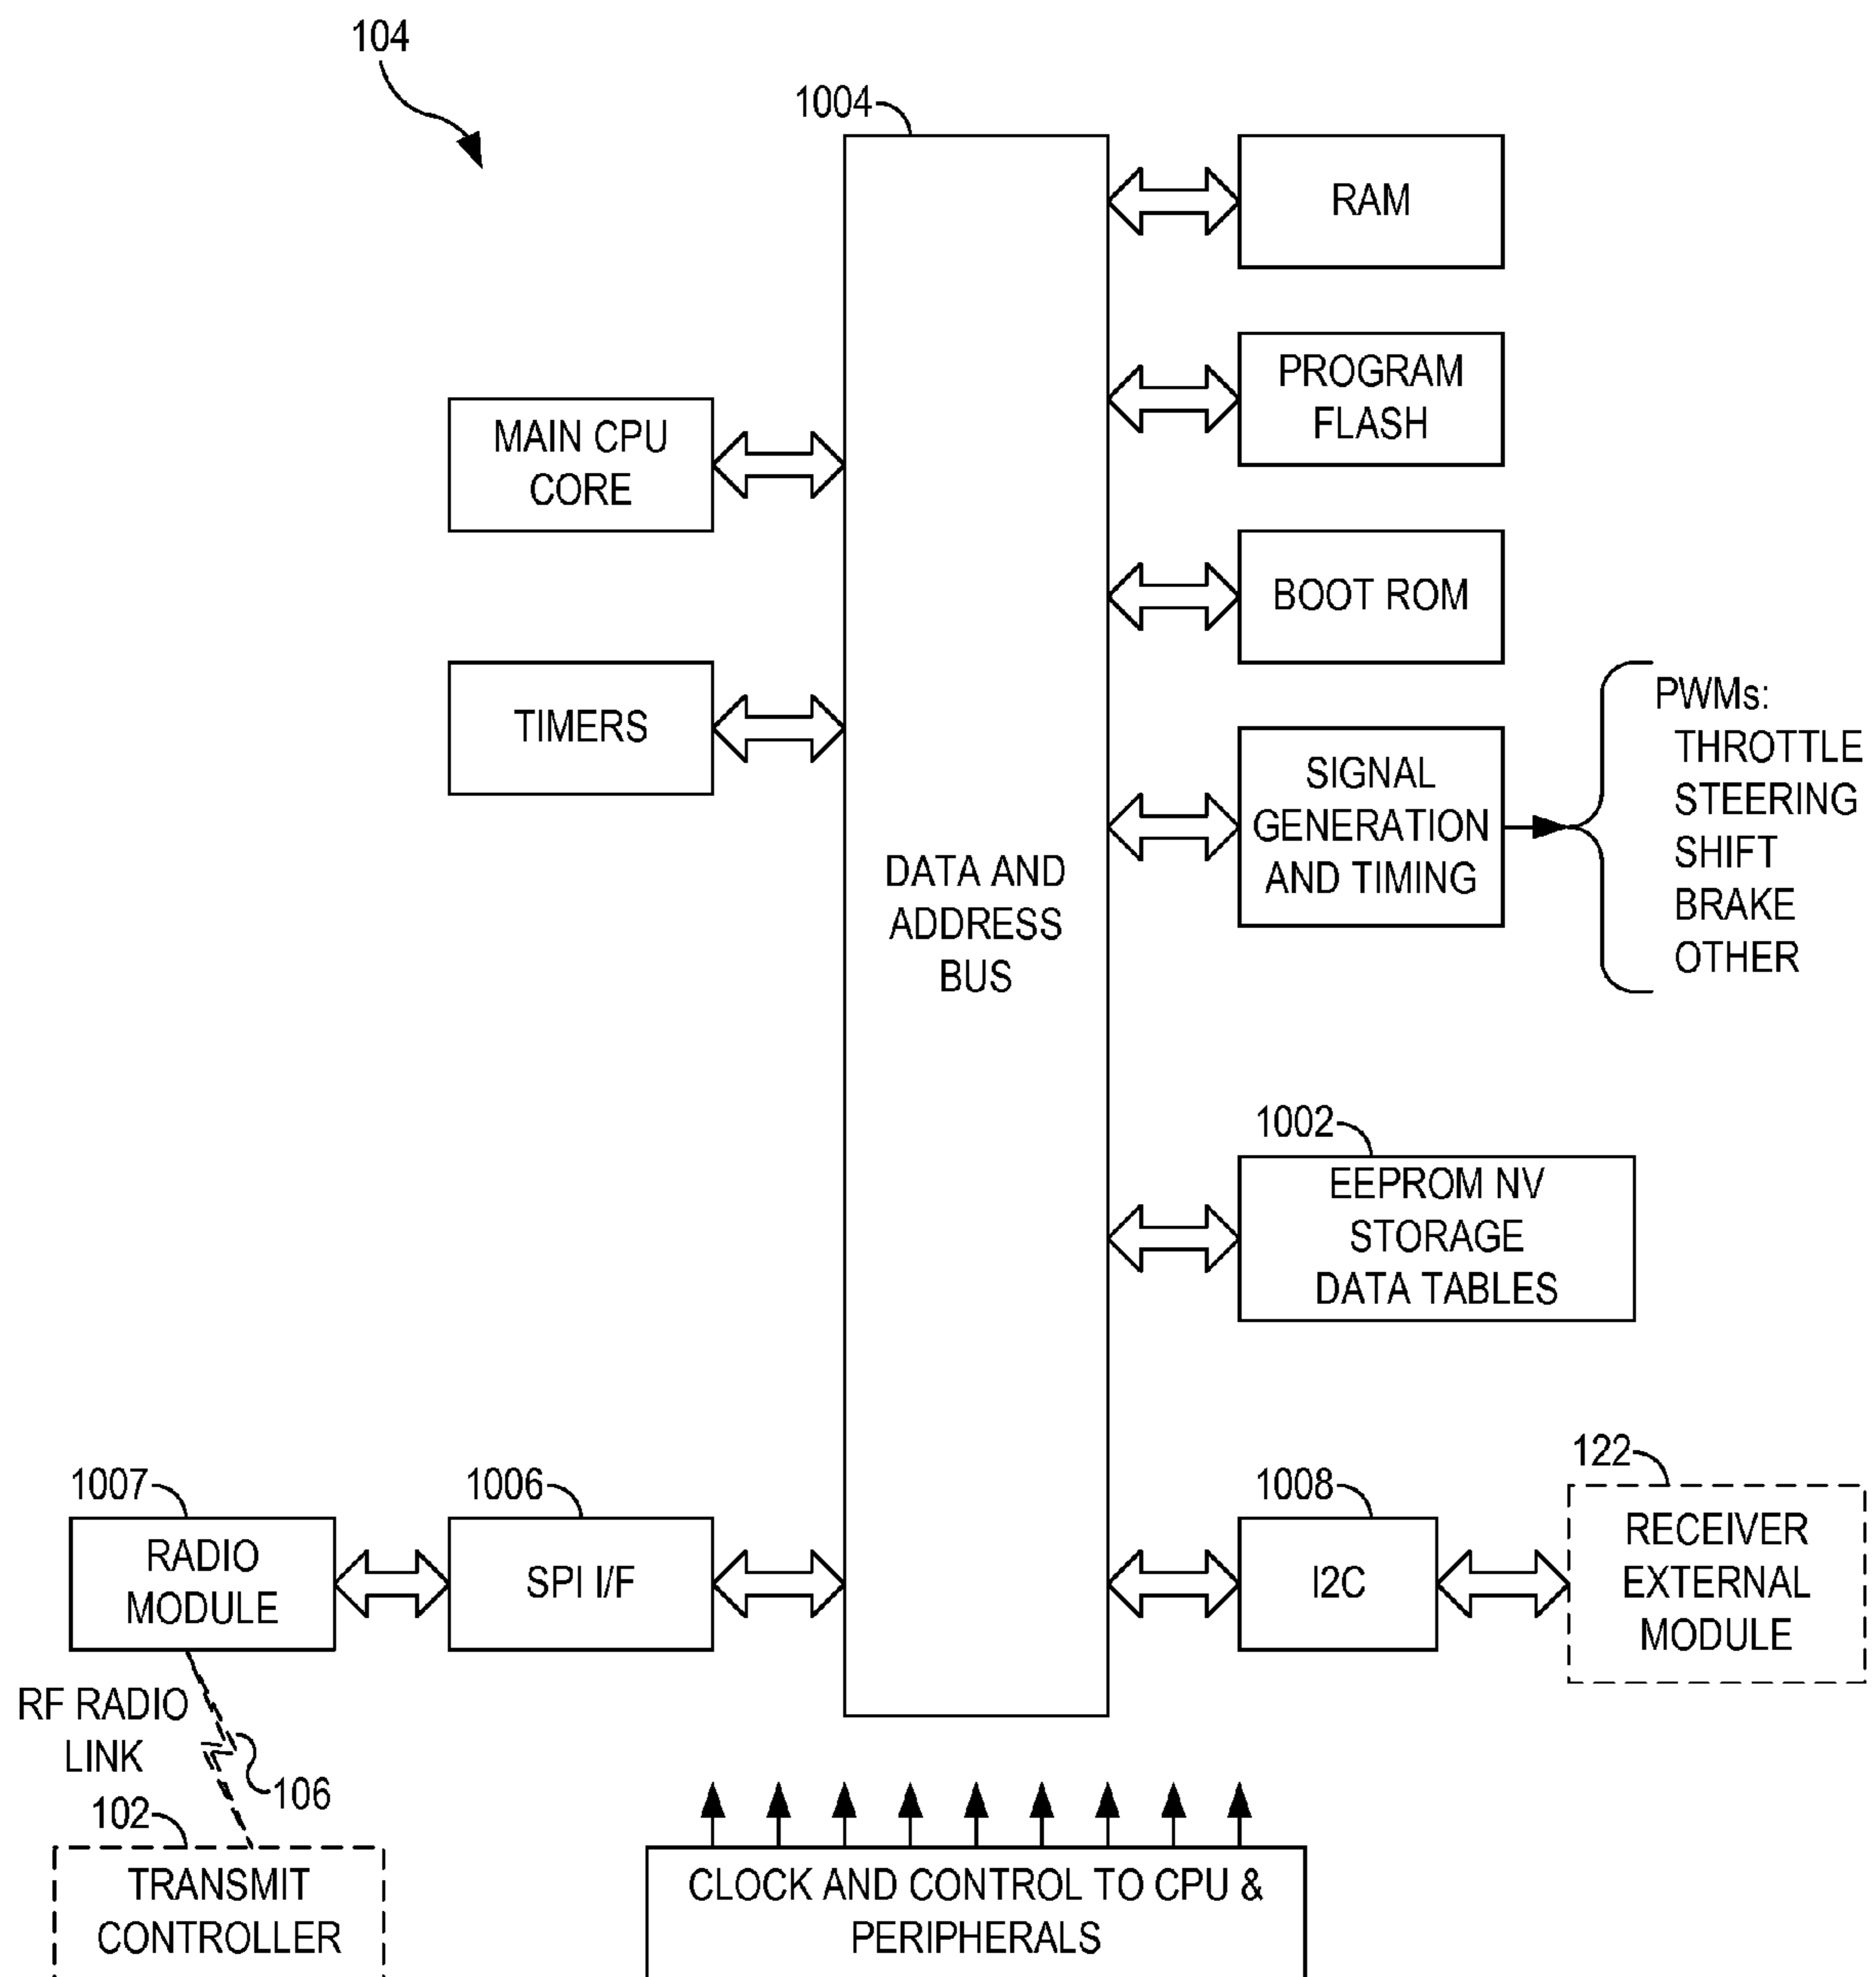 104
1004
RAM
PROGRAM
FLASH
MAIN CPU
CORE
BOOT ROM
TIMERS
SIGNAL
GENERATION
AND TIMING
PWMs:
THROTTLE
STEERING
SHIFT
BRAKE
OTHER
DATA AND
ADDRESS
BUS
1002
EEPROM NV
STORAGE
DATA TABLES
1007
RADIO
MODULE
1006
SPI I/F
1008
I2C
122
RECEIVER
EXTERNAL
MODULE
RF RADIO
LINK
106
102
TRANSMIT
CONTROLLER
CLOCK AND CONTROL TO CPU &
PERIPHERALS